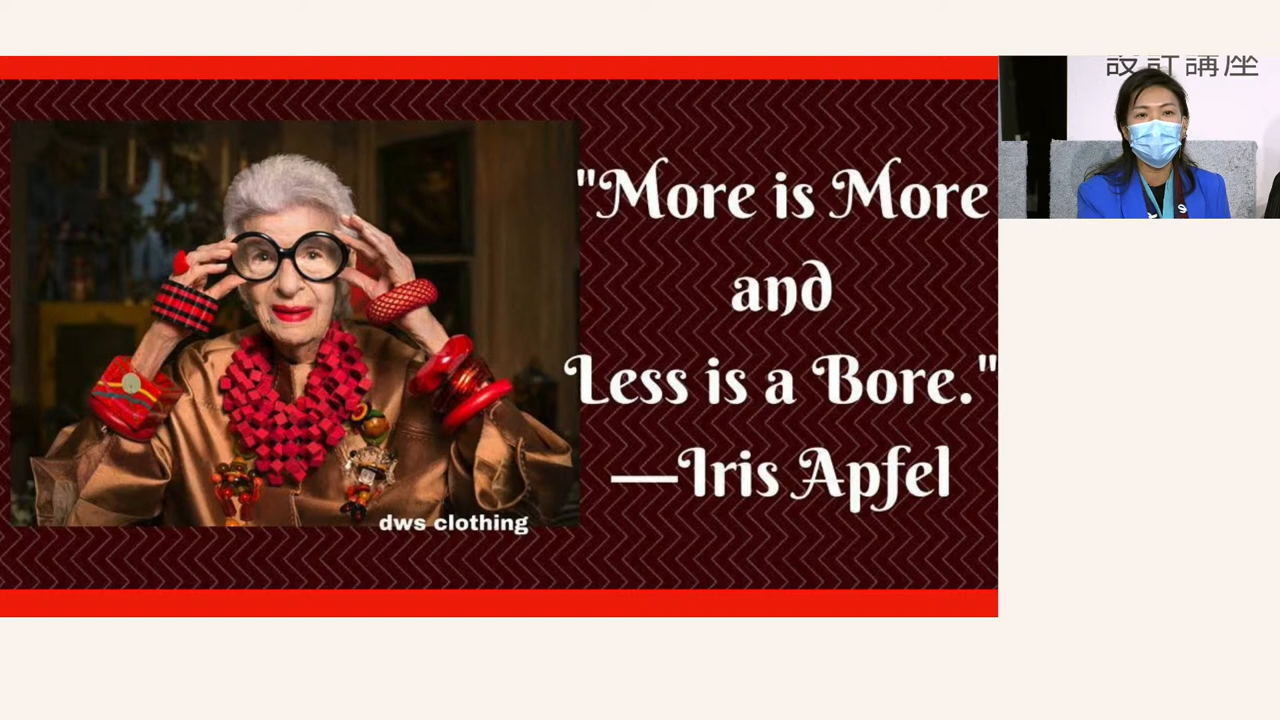 "More is More
and
Less is a Bore."
—Iris Apfel
dws clothing
設計講座